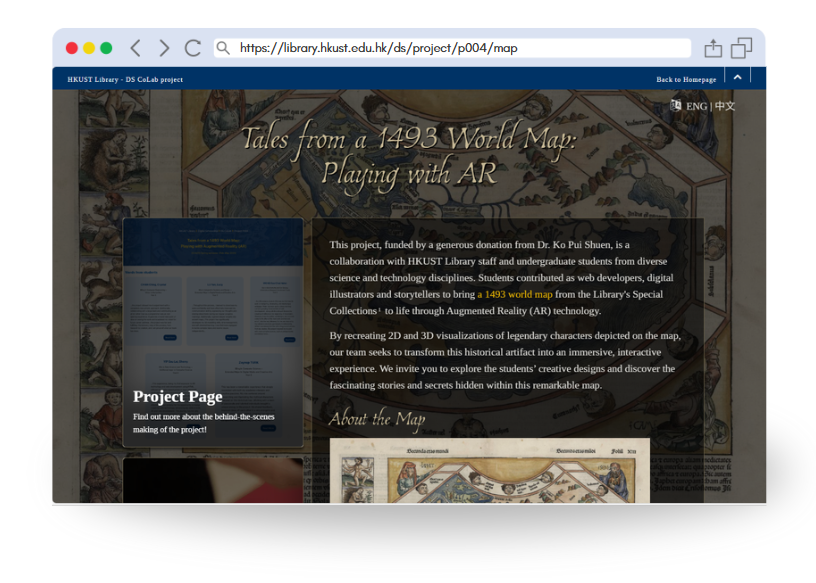 https://library.hkust.edu.hk/ds/project/p004/map
HKUST Library - DS CoLab project
Back to Homepage
ENG | 中文
Tales from a 1493 World Map:
Playing with AR
This project, funded by a generous donation from Dr. Ko Pui Shuen, is a
collaboration with HKUST Library staff and undergraduate students from diverse
science and technology disciplines. Students contributed as web developers, digital
illustrators and storytellers to bring a 1493 world map from the Library's Special
Collections¹ to life through Augmented Reality (AR) technology.
By recreating 2D and 3D visualizations of legendary characters depicted on the map,
our team seeks to transform this historical artifact into an immersive, interactive
experience. We invite you to explore the students' creative designs and discover the
fascinating stories and secrets hidden within this remarkable map.
Project Page
Find out more about the behind-the-scenes
making of the project!
About the Map